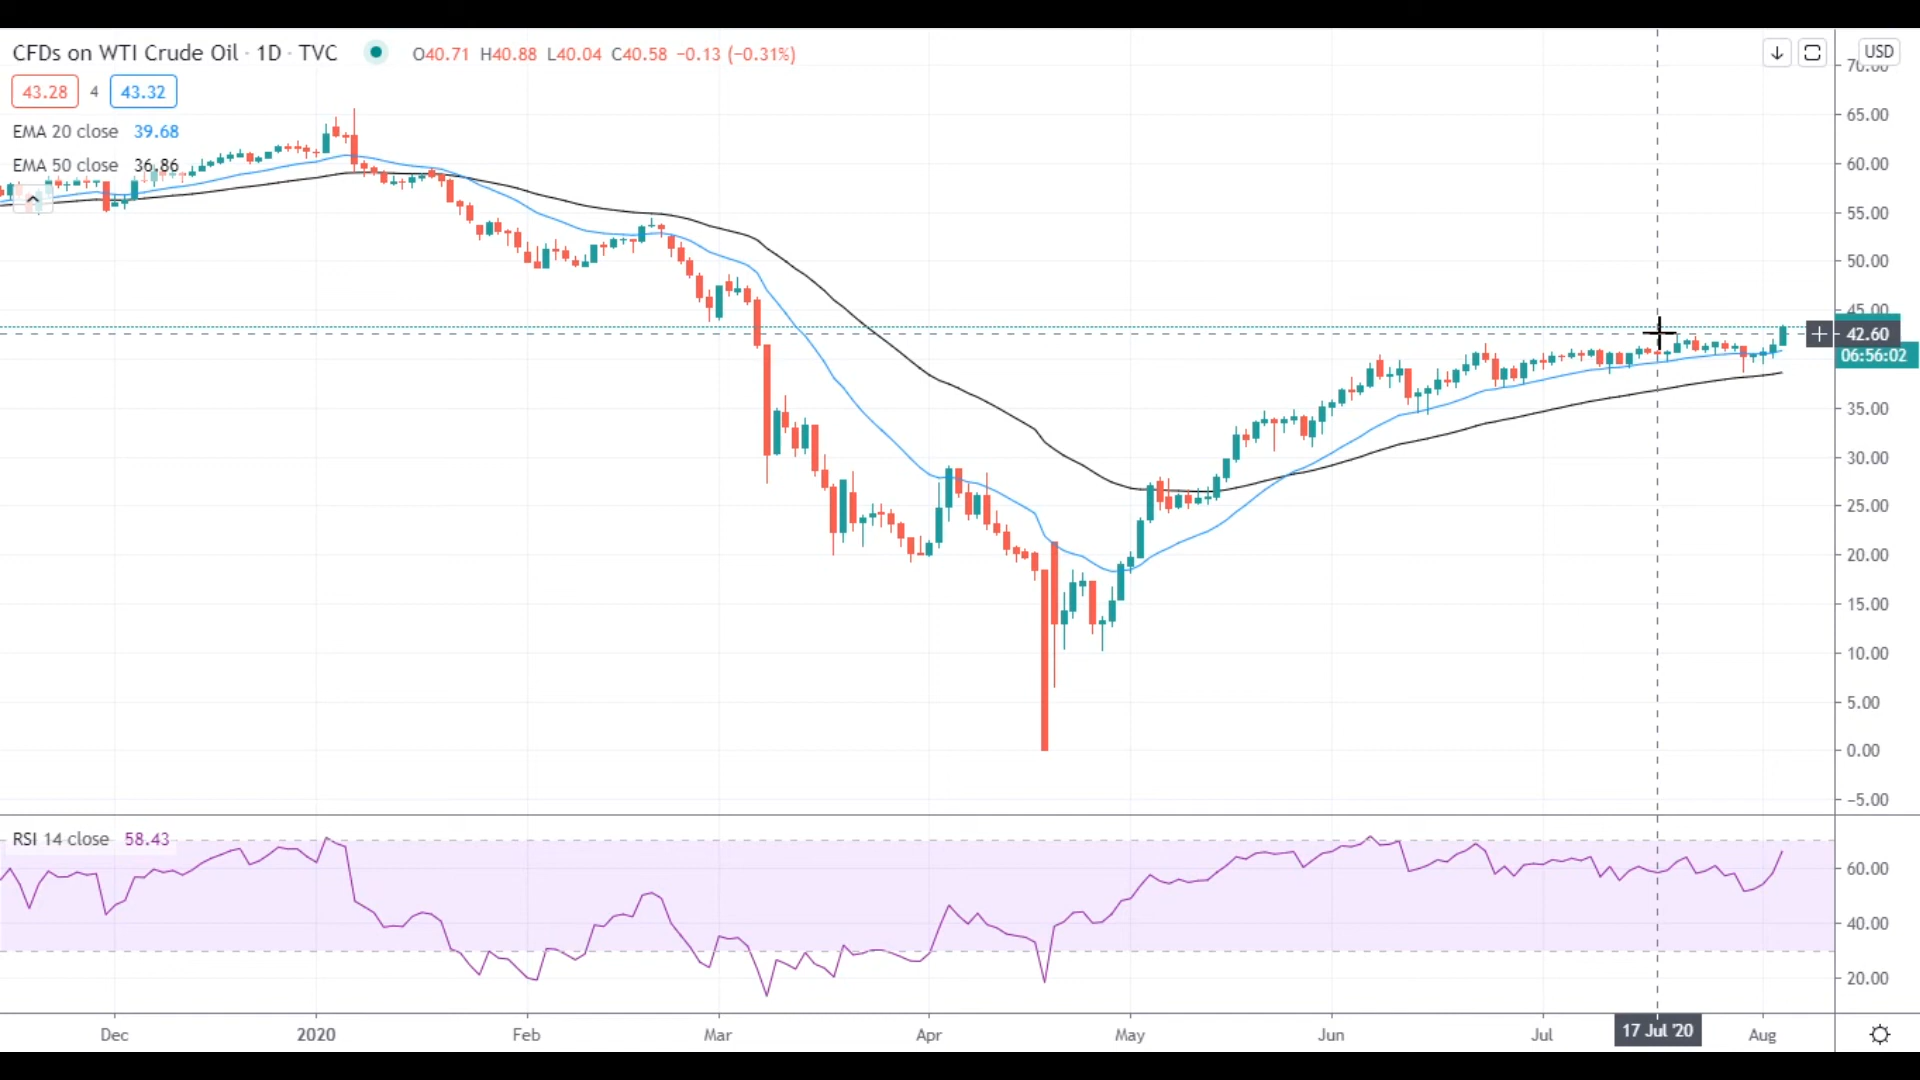 CFDs on WTI Crude Oil · 1D · TVC O40.71 H40.88 L40.04 C40.58 −0.13 (−0.31%)
43.28 4 43.32
EMA 20 close 39.68
EMA 50 close 36.86
USD
65.00
60.00
55.00
50.00
45.00
42.60
06:56:02
35.00
30.00
25.00
20.00
15.00
10.00
5.00
0.00
−5.00
RSI 14 close 58.43
60.00
40.00
20.00
Dec 2020 Feb Mar Apr May Jun Jul 17 Jul '20 Aug